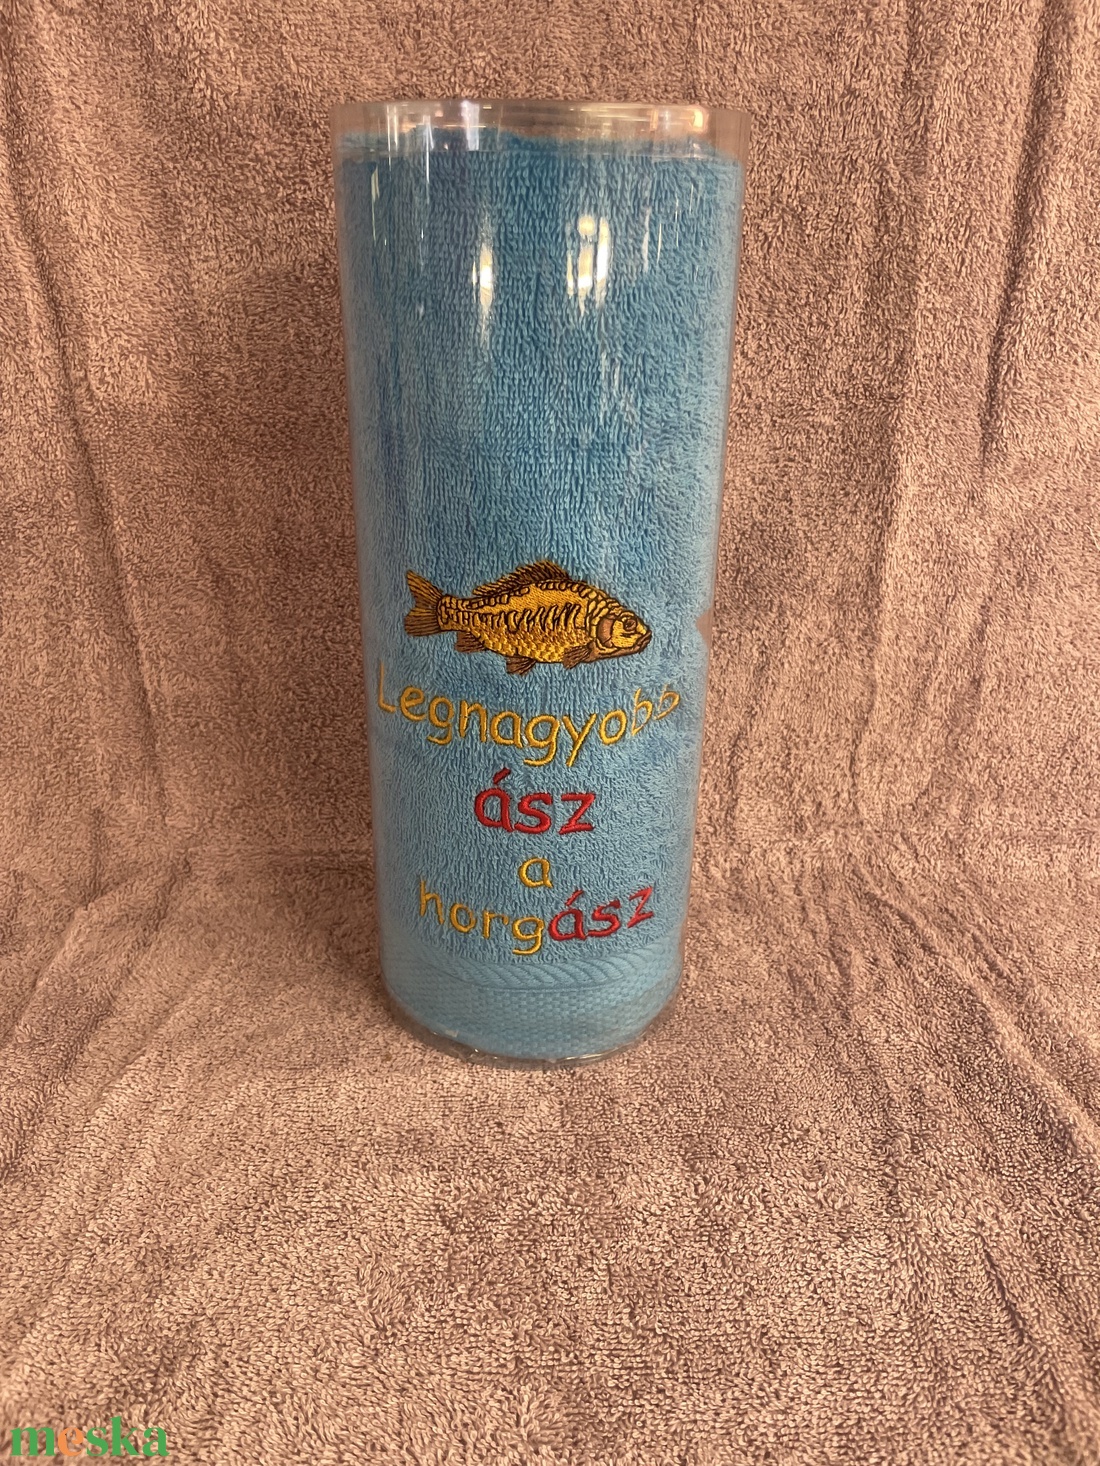 Legnagyobb
ász
a
horgász
meska